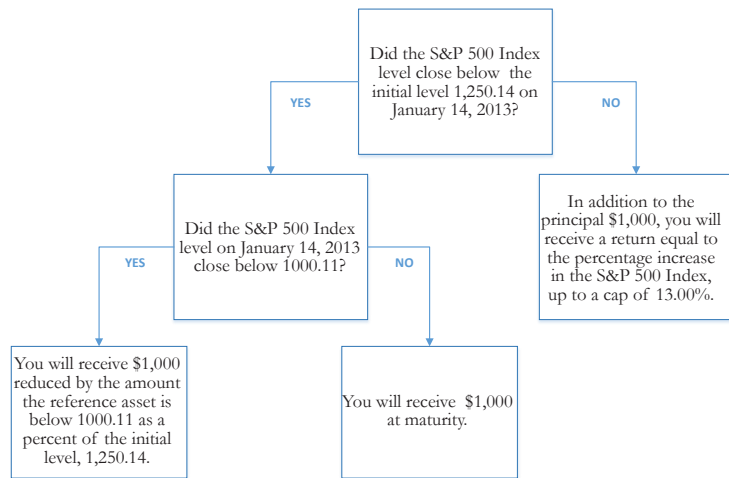 Did the S&P 500 Index
level close below the
initial level 1,250.14 on
January 14, 2013?
YES
NO
Did the S&P 500 Index
level on January 14, 2013
close below 1000.11?
In addition to the
principal $1,000, you will
receive a return equal to
the percentage increase
in the S&P 500 Index,
up to a cap of 13.00%.
YES
NO
You will receive $1,000
reduced by the amount
the reference asset is
below 1000.11 as a
percent of the initial
level, 1,250.14.
You will receive $1,000
at maturity.